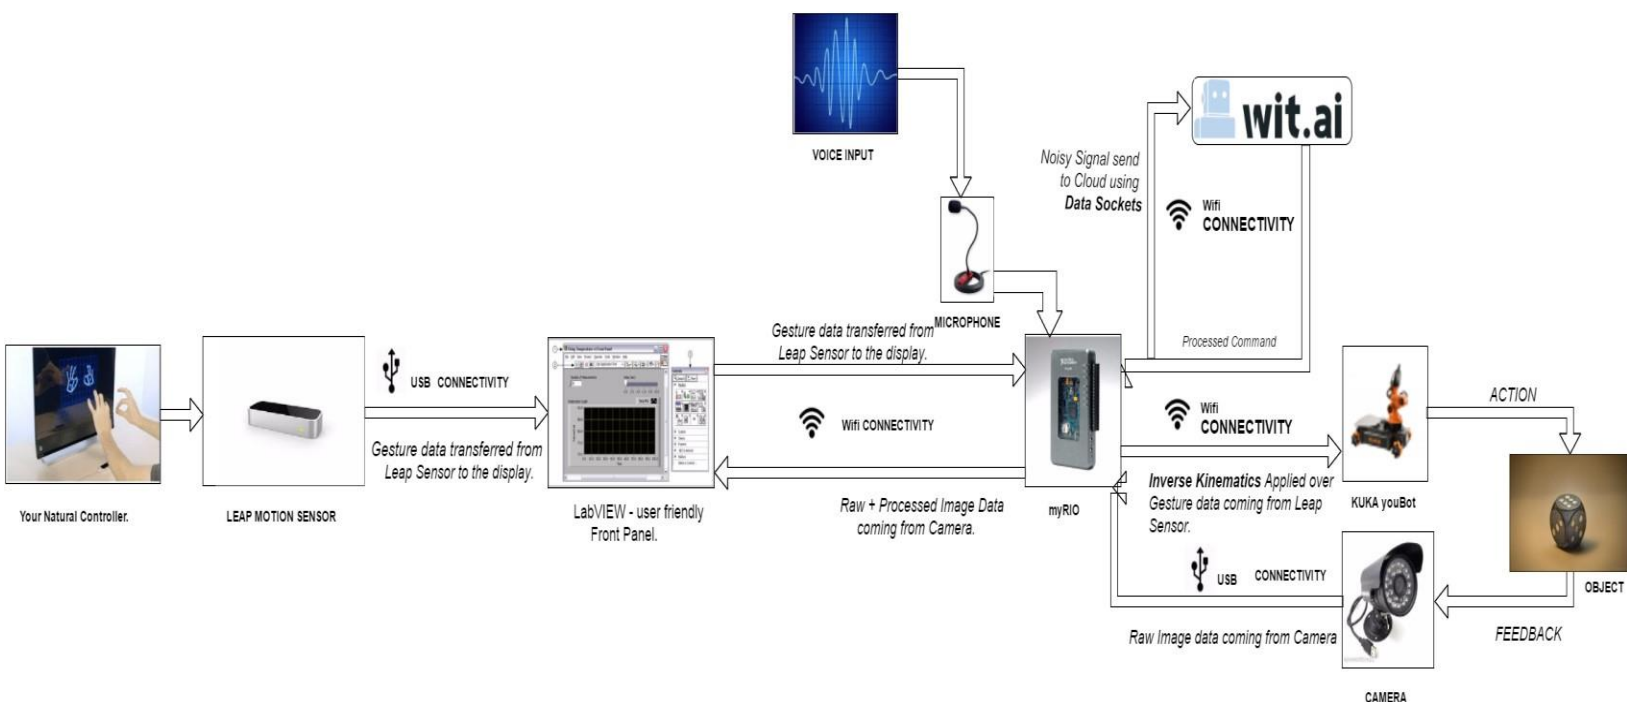 VOICE INPUT
wit.ai
Noisy Signal send
to Cloud using
Data Sockets
Wifi
CONNECTIVITY
MICROPHONE
Processed Command
Gesture data transferred from
Leap Sensor to the display.
USB CONNECTIVITY
Gesture data transferred from
Leap Sensor to the display.
Wifi CONNECTIVITY
Wifi
CONNECTIVITY
ACTION
Your Natural Controller.
LEAP MOTION SENSOR
LabVIEW - user friendly
Front Panel.
Raw + Processed Image Data
coming from Camera.
myRIO
Inverse Kinematics Applied over
Gesture data coming from Leap
Sensor.
KUKA youBot
USB CONNECTIVITY
OBJECT
Raw Image data coming from Camera
FEEDBACK
CAMERA